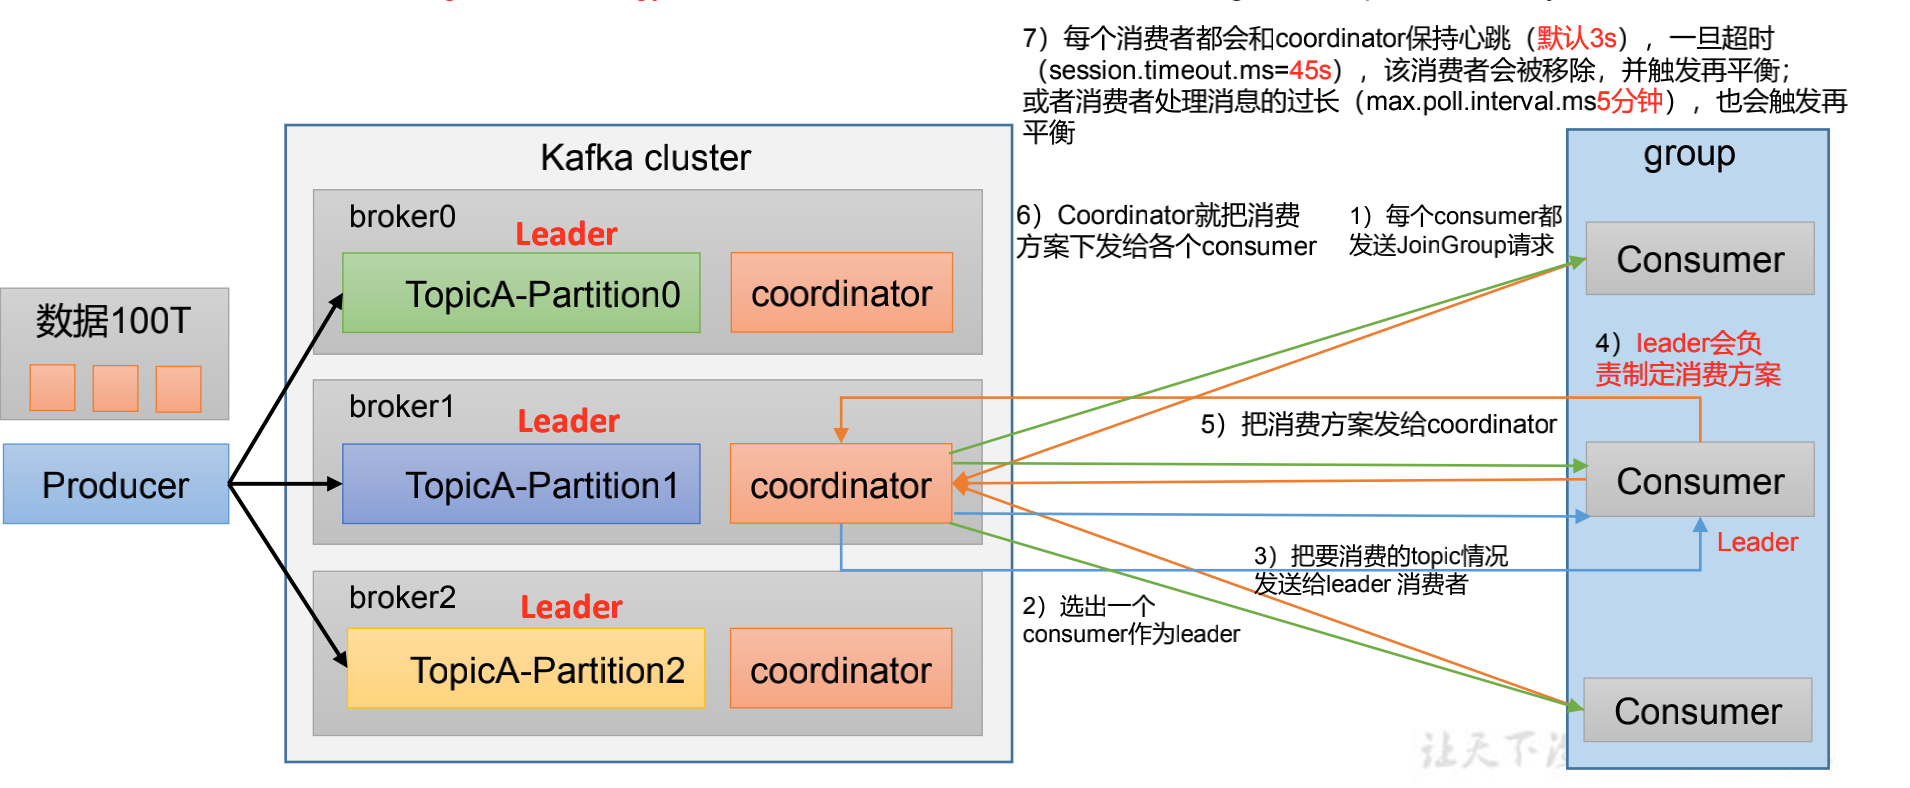 7）每个消费者都会和coordinator保持心跳（默认3s），一旦超时
（session.timeout.ms=45s），该消费者会被移除，并触发再平衡；
或者消费者处理消息的过长（max.poll.interval.ms5分钟），也会触发再
平衡
Kafka cluster
group
broker0
Leader
TopicA-Partition0
coordinator
6）Coordinator就把消费
方案下发给各个consumer
1）每个consumer都
发送JoinGroup请求
Consumer
数据100T
4）leader会负
责制定消费方案
broker1
Leader
TopicA-Partition1
coordinator
5）把消费方案发给coordinator
Consumer
Leader
Producer
3）把要消费的topic情况
发送给leader 消费者
broker2
Leader
TopicA-Partition2
coordinator
2）选出一个
consumer作为leader
Consumer
让天下